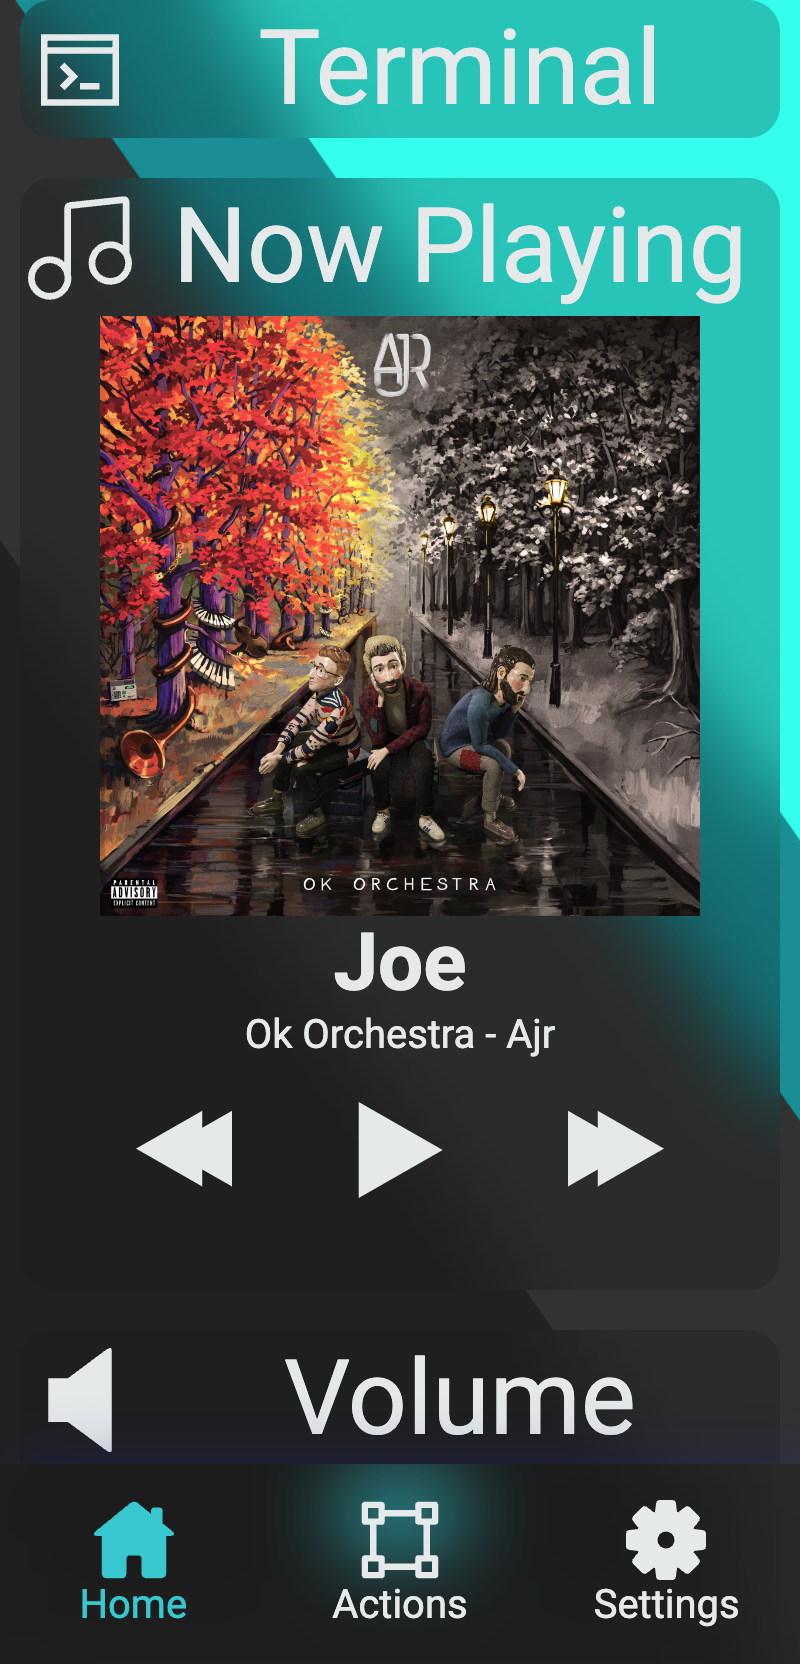 Terminal
Now Playing
AJR
PARENTAL
ADVISORY
EXPLICIT CONTENT
OK ORCHESTRA
Joe
Ok Orchestra - Ajr
Volume
Home
Actions
Settings